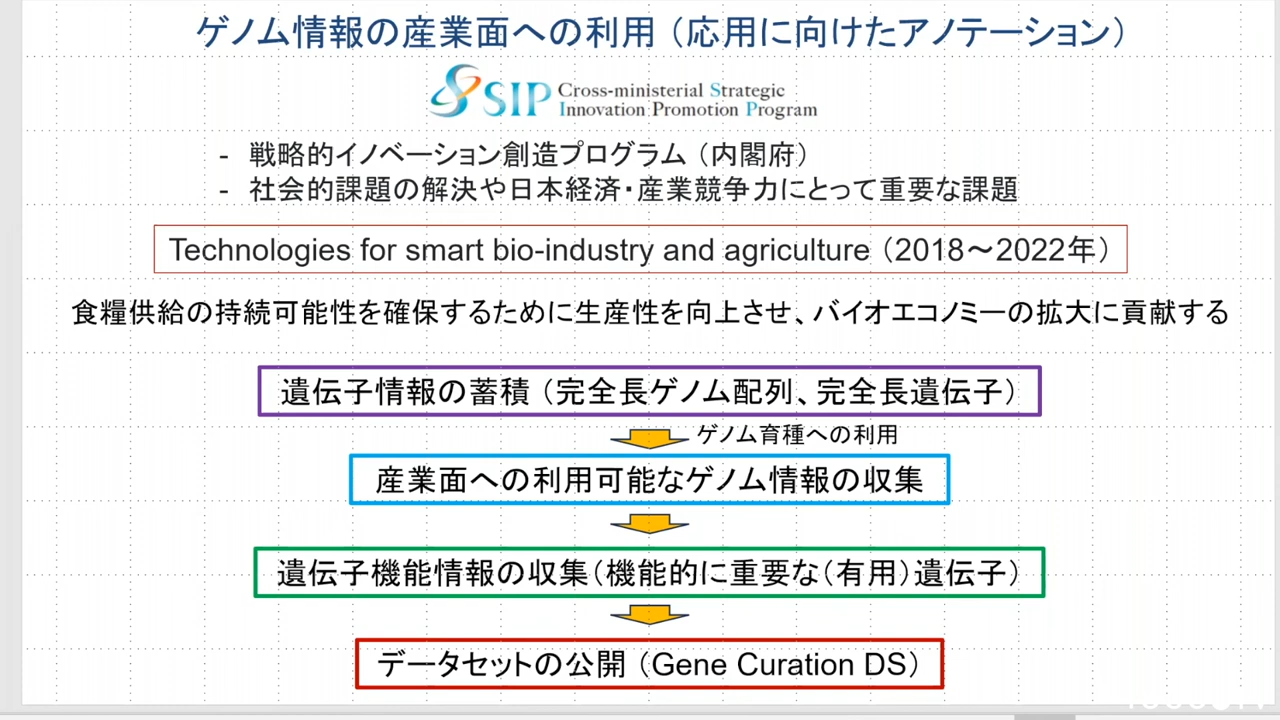 ゲノム情報の産業面への利用（応用に向けたアノテーション）
SIP Cross-ministerial Strategic
Innovation Promotion Program
- 戦略的イノベーション創造プログラム（内閣府）
- 社会的課題の解決や日本経済・産業競争力にとって重要な課題
Technologies for smart bio-industry and agriculture（2018～2022年）
食糧供給の持続可能性を確保するために生産性を向上させ、バイオエコノミーの拡大に貢献する
遺伝子情報の蓄積（完全長ゲノム配列、完全長遺伝子）
ゲノム育種への利用
産業面への利用可能なゲノム情報の収集
遺伝子機能情報の収集（機能的に重要な（有用）遺伝子）
データセットの公開（Gene Curation DS）